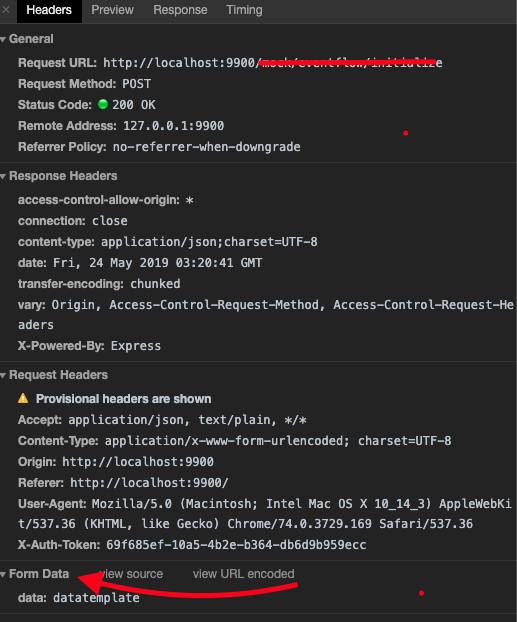 Headers Preview Response Timing
General
Request URL: http://localhost:9900/mock/eventflow/initialize
Request Method: POST
Status Code: 200 OK
Remote Address: 127.0.0.1:9900
Referrer Policy: no-referrer-when-downgrade
Response Headers
access-control-allow-origin: *
connection: close
content-type: application/json;charset=UTF-8
date: Fri, 24 May 2019 03:20:41 GMT
transfer-encoding: chunked
vary: Origin, Access-Control-Request-Method, Access-Control-Request-He
aders
X-Powered-By: Express
Request Headers
Provisional headers are shown
Accept: application/json, text/plain, */*
Content-Type: application/x-www-form-urlencoded; charset=UTF-8
Origin: http://localhost:9900
Referer: http://localhost:9900/
User-Agent: Mozilla/5.0 (Macintosh; Intel Mac OS X 10_14_3) AppleWebK
it/537.36 (KHTML, like Gecko) Chrome/74.0.3729.169 Safari/537.36
X-Auth-Token: 69f685ef-10a5-4b2e-b364-db6d9b959ecc
Form Data view source view URL encoded
data: datatemplate